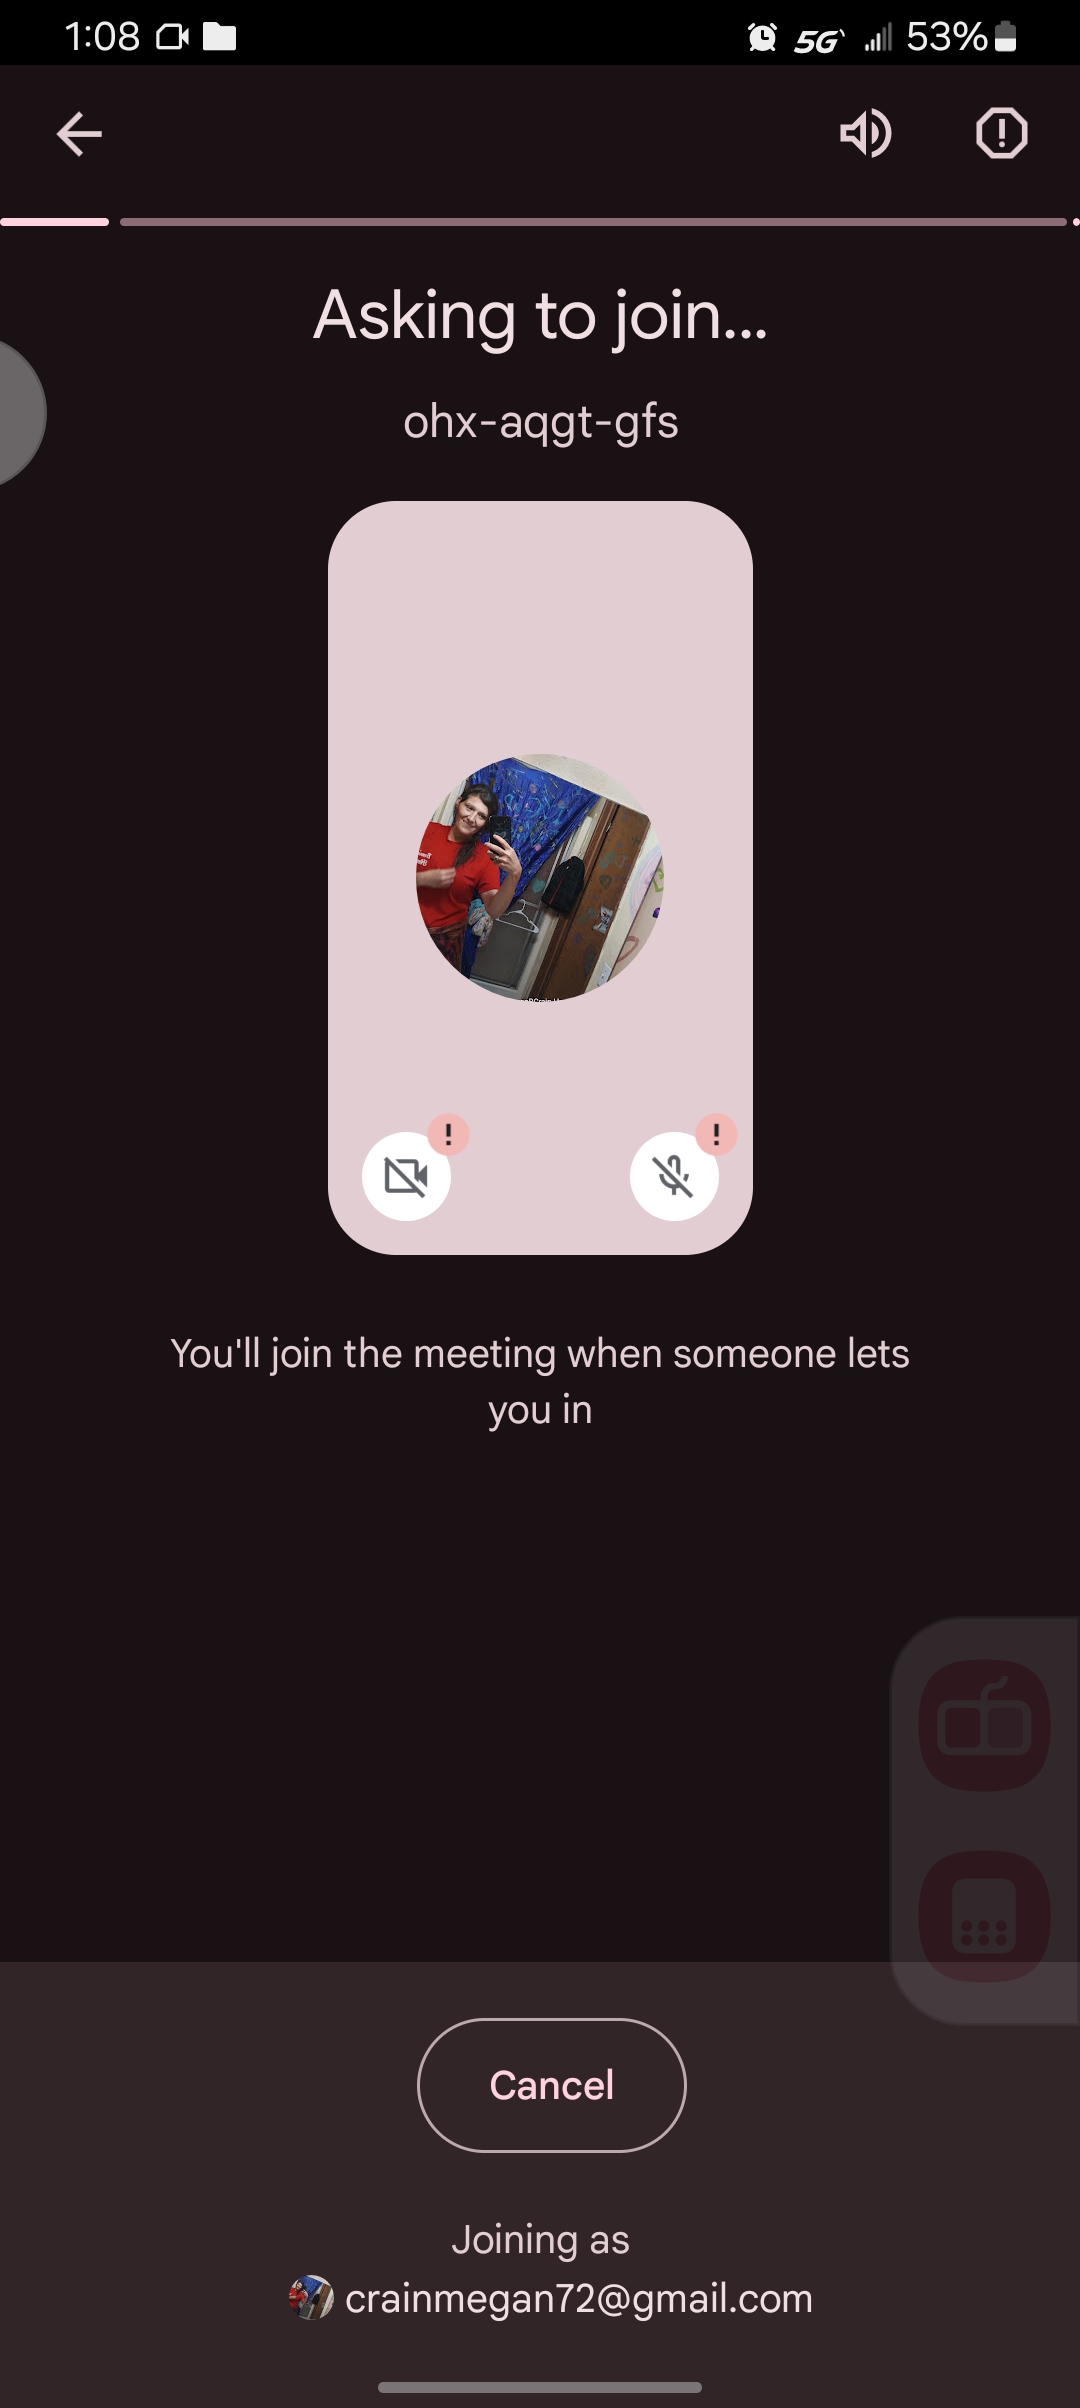 1:08 5G 53%
Asking to join...
ohx-aqgt-gfs
You'll join the meeting when someone lets
you in
Cancel
Joining as
crainmegan72@gmail.com